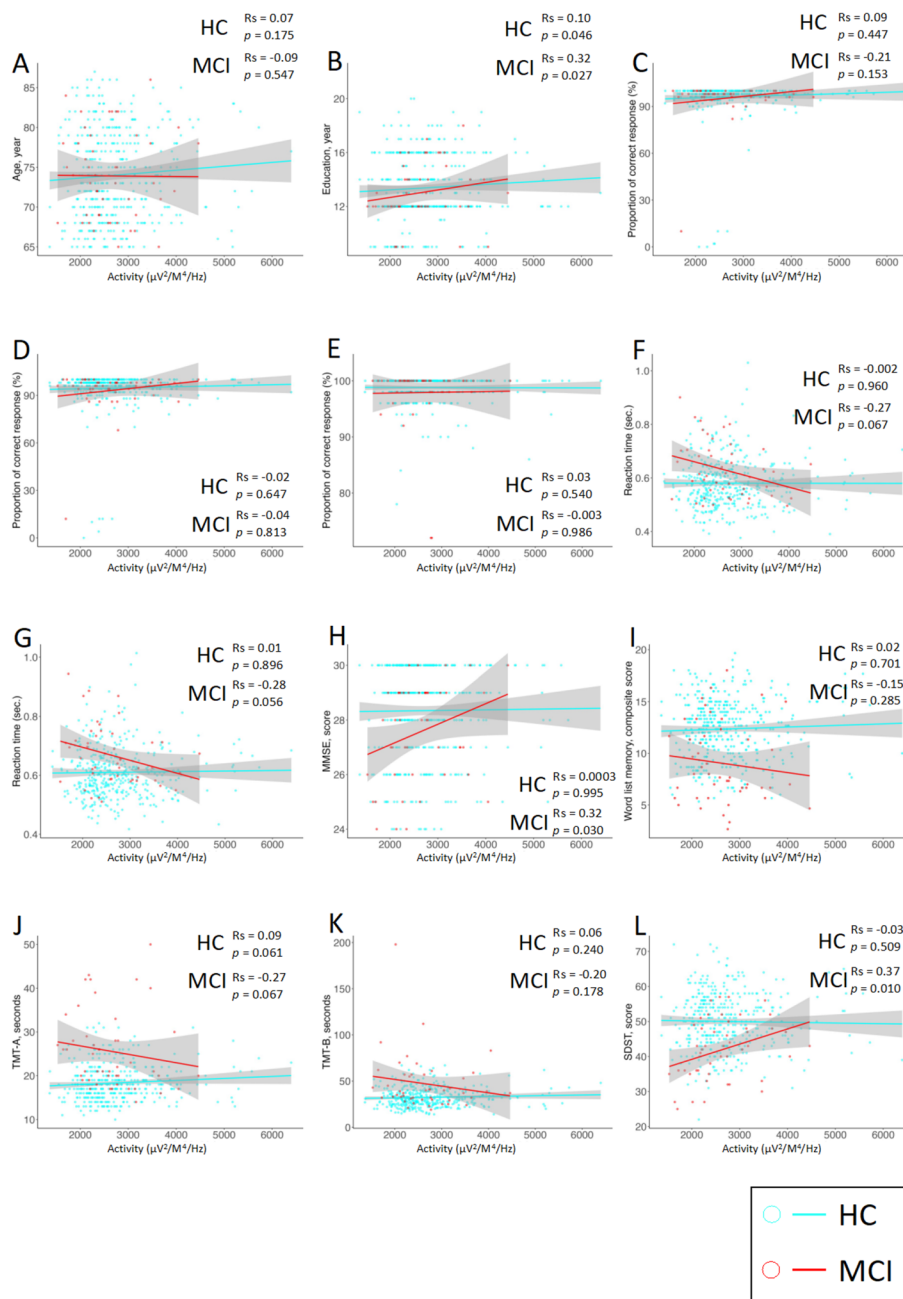 A
HC
Rs = 0.07
p = 0.175
MCI
Rs = -0.09
p = 0.547
Age, year
85
80
75
70
65
2000 3000 4000 5000 6000
Activity (μV²/M⁴/Hz)
B
HC
Rs = 0.10
p = 0.046
MCI
Rs = 0.32
p = 0.027
Education, year
20
16
12
2000 3000 4000 5000 6000
Activity (μV²/M⁴/Hz)
C
HC
Rs = 0.09
p = 0.447
MCI
Rs = -0.21
p = 0.153
Proportion of correct response (%)
90
60
30
0
2000 3000 4000 5000 6000
Activity (μV²/M⁴/Hz)
D
HC
Rs = -0.02
p = 0.647
MCI
Rs = -0.04
p = 0.813
Proportion of correct response (%)
90
60
30
0
2000 3000 4000 5000 6000
Activity (μV²/M⁴/Hz)
E
HC
Rs = 0.03
p = 0.540
MCI
Rs = -0.003
p = 0.986
Proportion of correct response (%)
100
90
80
2000 3000 4000 5000 6000
Activity (μV²/M⁴/Hz)
F
HC
Rs = -0.002
p = 0.960
MCI
Rs = -0.27
p = 0.067
Reaction time (sec.)
1.0
0.8
0.6
0.4
2000 3000 4000 5000 6000
Activity (μV²/M⁴/Hz)
G
HC
Rs = 0.01
p = 0.896
MCI
Rs = -0.28
p = 0.056
Reaction time (sec.)
1.0
0.8
0.6
0.4
2000 3000 4000 5000 6000
Activity (μV²/M⁴/Hz)
H
HC
Rs = 0.0003
p = 0.995
MCI
Rs = 0.32
p = 0.030
MMSE, score
30
28
26
24
2000 3000 4000 5000 6000
Activity (μV²/M⁴/Hz)
I
HC
Rs = 0.02
p = 0.701
MCI
Rs = -0.15
p = 0.285
Word list memory, composite score
20
15
10
5
2000 3000 4000 5000 6000
Activity (μV²/M⁴/Hz)
J
HC
Rs = 0.09
p = 0.061
MCI
Rs = -0.27
p = 0.067
TMT-A, seconds
50
40
30
20
10
2000 3000 4000 5000 6000
Activity (μV²/M⁴/Hz)
K
HC
Rs = 0.06
p = 0.240
MCI
Rs = -0.20
p = 0.178
TMT-B, seconds
200
150
100
50
0
2000 3000 4000 5000 6000
Activity (μV²/M⁴/Hz)
L
HC
Rs = -0.03
p = 0.509
MCI
Rs = 0.37
p = 0.010
SDST, score
80
70
60
50
40
30
20
2000 3000 4000 5000 6000
Activity (μV²/M⁴/Hz)
HC
MCI